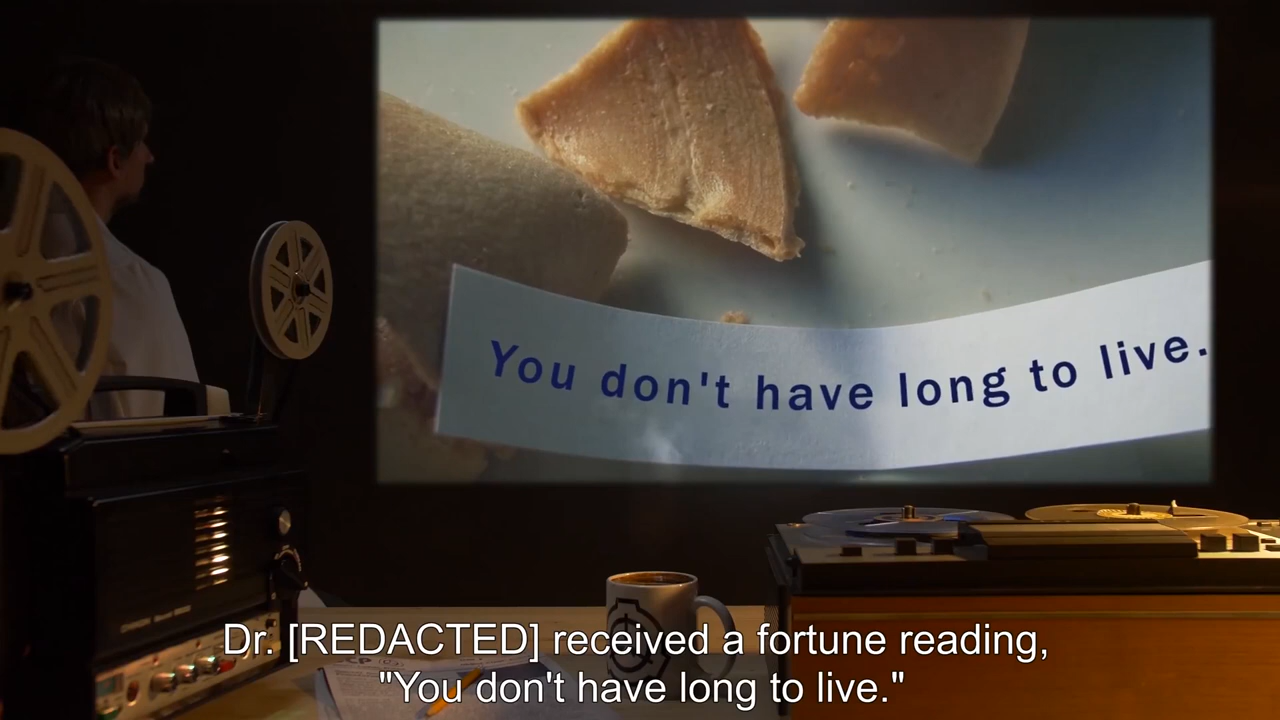 You don't have long to live.
Dr. [REDACTED] received a fortune reading,
"You don't have long to live."